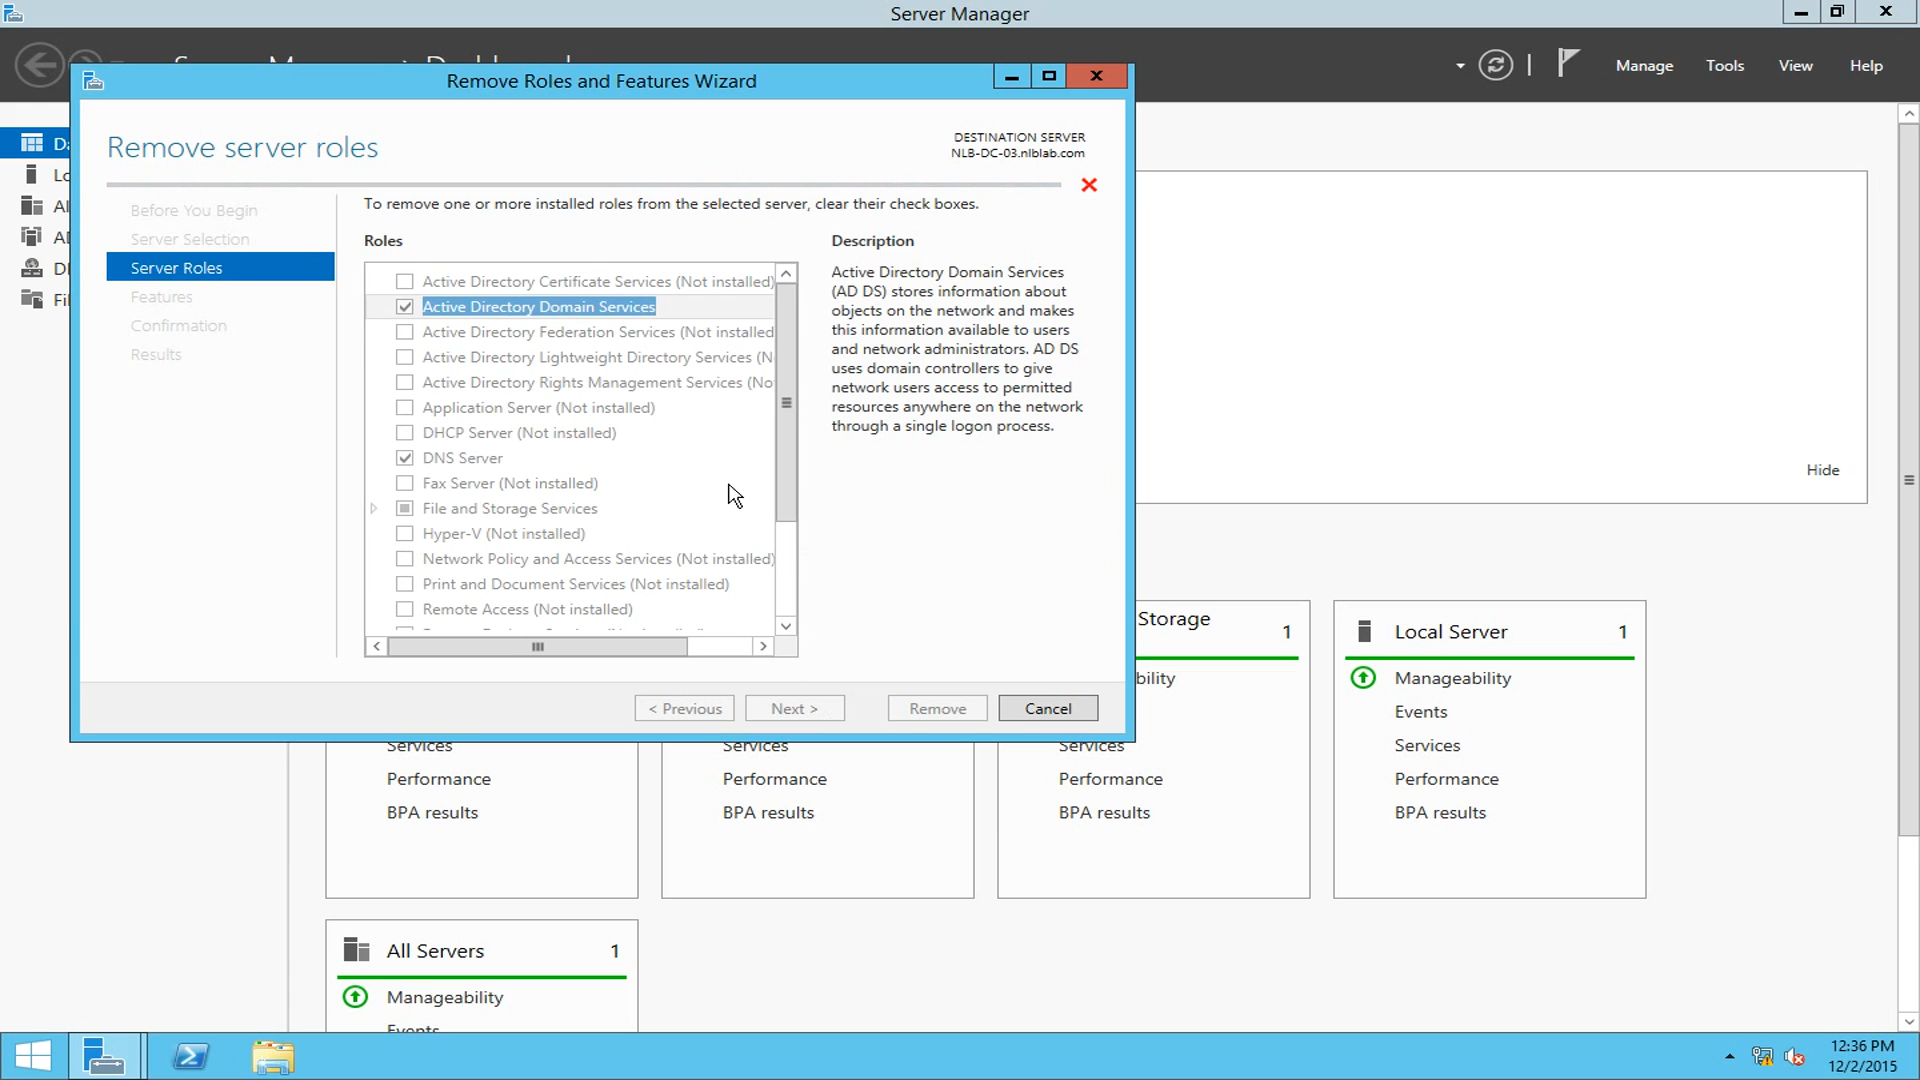 Server Manager
Manage
Tools
View
Help
Remove Roles and Features Wizard
Remove server roles
DESTINATION SERVER
NLB-DC-03.nlblab.com
Before You Begin
Server Selection
Server Roles
Features
Confirmation
Results
To remove one or more installed roles from the selected server, clear their check boxes.
Roles
Active Directory Certificate Services (Not installed)
Active Directory Domain Services
Active Directory Federation Services (Not installed
Active Directory Lightweight Directory Services (N
Active Directory Rights Management Services (No
Application Server (Not installed)
DHCP Server (Not installed)
DNS Server
Fax Server (Not installed)
File and Storage Services
Hyper-V (Not installed)
Network Policy and Access Services (Not installed)
Print and Document Services (Not installed)
Remote Access (Not installed)
Description
Active Directory Domain Services
(AD DS) stores information about
objects on the network and makes
this information available to users
and network administrators. AD DS
uses domain controllers to give
network users access to permitted
resources anywhere on the network
through a single logon process.
< Previous
Next >
Remove
Cancel
Hide
Services
Performance
BPA results
Services
Performance
BPA results
Storage
1
bility
Services
Performance
BPA results
Local Server
1
Manageability
Events
Services
Performance
BPA results
All Servers
1
Manageability
Events
12:36 PM
12/2/2015